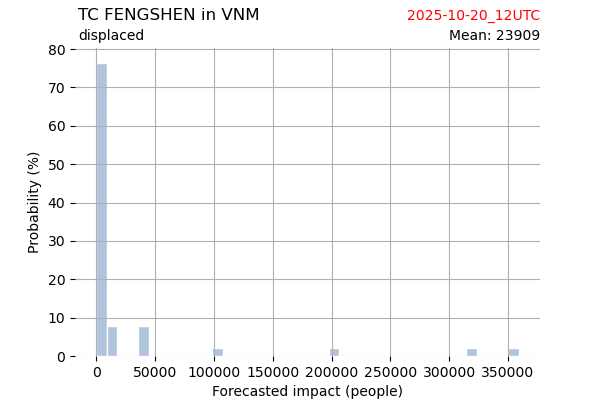 TC FENGSHEN in VNM
2025-10-20_12UTC
displaced
Mean: 23909
80
70
60
50
40
30
20
10
0
Probability (%)
0 50000 100000 150000 200000 250000 300000 350000
Forecasted impact (people)